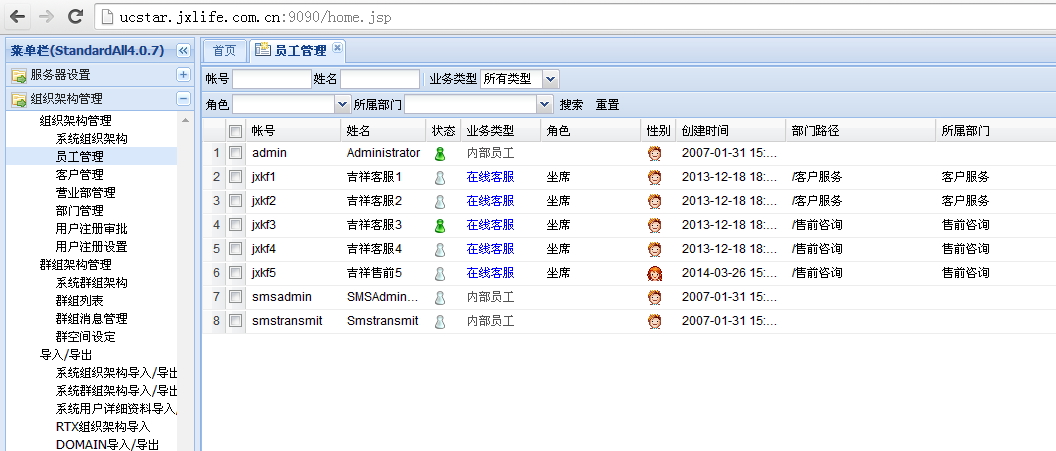 ucstar.jxlife.com.cn:9090/home.jsp
菜单栏(StandardAll4.0.7)
服务器设置
组织架构管理
组织架构管理
系统组织架构
员工管理
客户管理
营业部管理
部门管理
用户注册审批
用户注册设置
群组架构管理
系统群组架构
群组列表
群组消息管理
群空间设定
导入/导出
系统组织架构导入/导出
系统群组架构导入/导出
系统用户详细资料导入/
RTX组织架构导入
DOMAIN导入/导出
首页 员工管理
帐号 姓名 业务类型 所有类型
角色 所属部门 搜索 重置
帐号 姓名 状态 业务类型 角色 性别 创建时间 部门路径 所属部门
1 admin Administrator 内部员工 2007-01-31 15:...
2 jxkf1 吉祥客服1 在线客服 坐席 2013-12-18 18:... /客户服务 客户服务
3 jxkf2 吉祥客服2 在线客服 坐席 2013-12-18 18:... /客户服务 客户服务
4 jxkf3 吉祥客服3 在线客服 坐席 2013-12-18 18:... /售前咨询 售前咨询
5 jxkf4 吉祥客服4 在线客服 坐席 2013-12-18 18:... /售前咨询 售前咨询
6 jxkf5 吉祥售前5 在线客服 坐席 2014-03-26 15:... /售前咨询 售前咨询
7 smsadmin SMSAdmin... 内部员工 2007-01-31 15:...
8 smstransmit Smstransmit 内部员工 2007-01-31 15:...